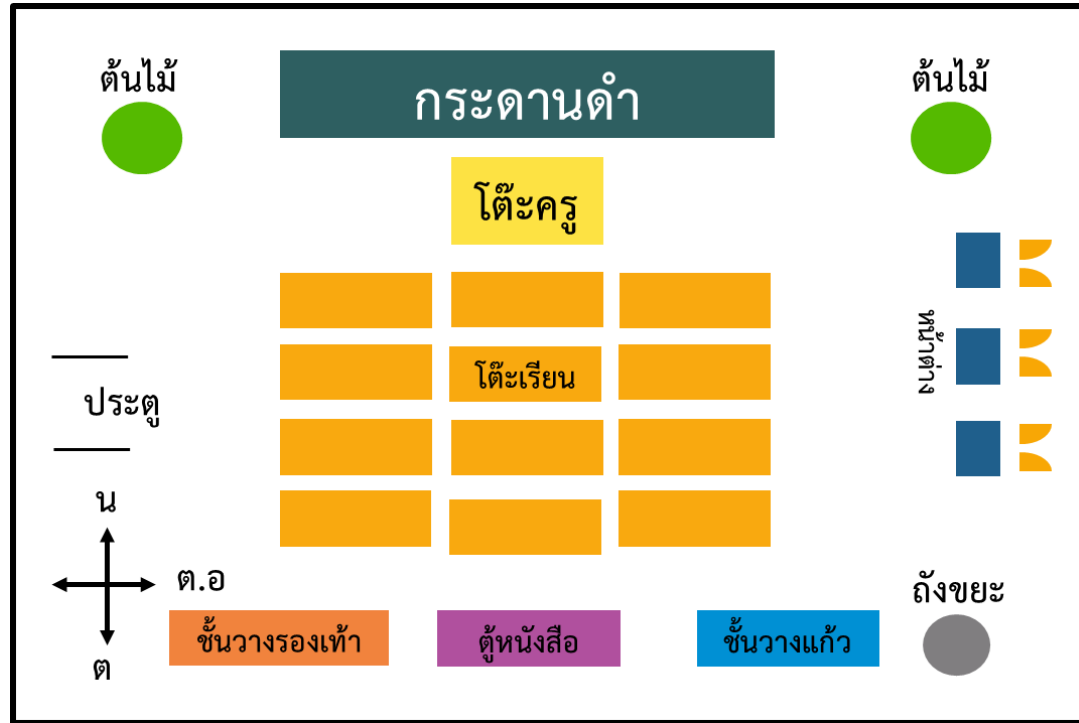 ต้นไม้
กระดานดำ
ต้นไม้
โต๊ะครู
หน้าต่าง
โต๊ะเรียน
ประตู
น
ต.อ
ต
ถังขยะ
ชั้นวางรองเท้า
ตู้หนังสือ
ชั้นวางแก้ว